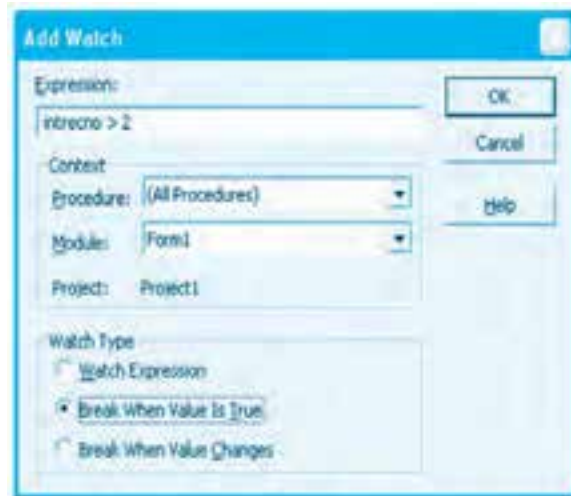 Add Watch
Expression:
intrecno > 2
OK
Cancel
Help
Context
Procedure: (All Procedures)
Module: Form1
Project: Project1
Watch Type
Watch Expression
Break When Value Is True
Break When Value Changes